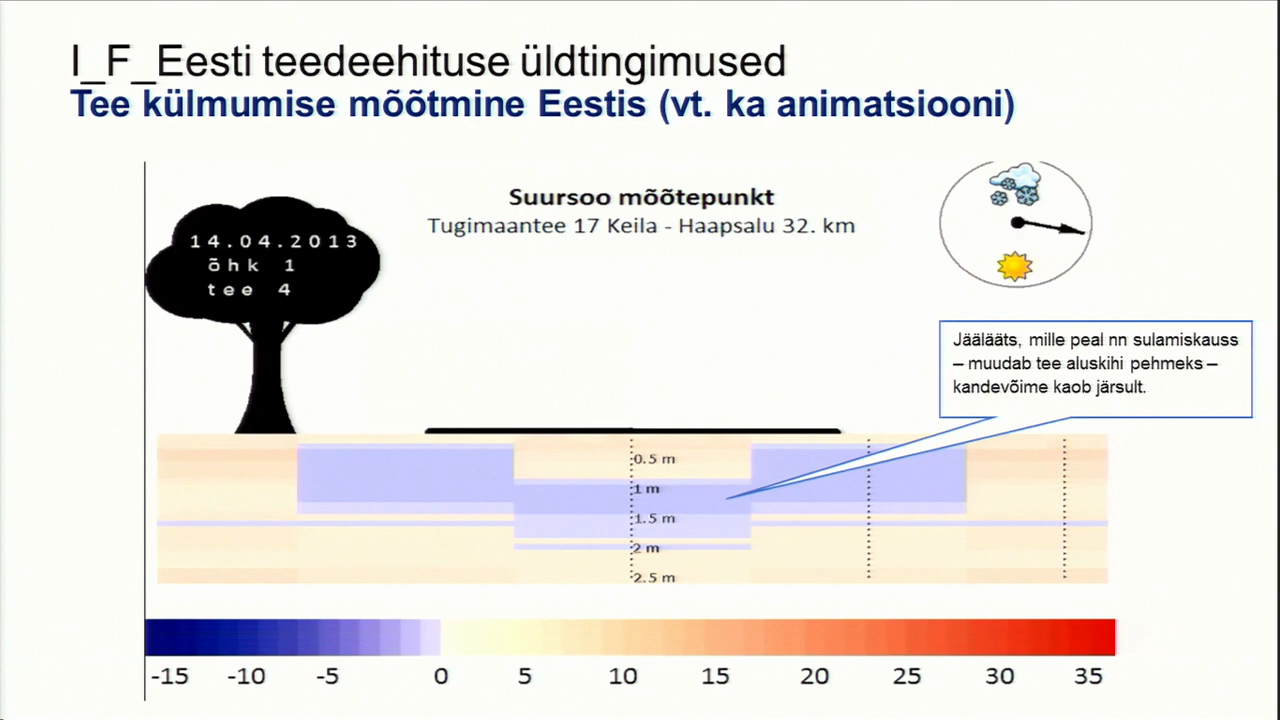 I_F_Eesti teedeehituse üldtingimused
Tee külmumise mõõtmine Eestis (vt. ka animatsiooni)
Suursoo mõõtepunkt
Tugimaantee 17 Keila - Haapsalu 32. km
14.04.2013
õhk 1
tee 4
Jäälääts, mille peal nn sulamiskauss
– muudab tee aluskihi pehmeks –
kandevõime kaob järsult.
0.5 m
1 m
1.5 m
2 m
2.5 m
-15 -10 -5 0 5 10 15 20 25 30 35